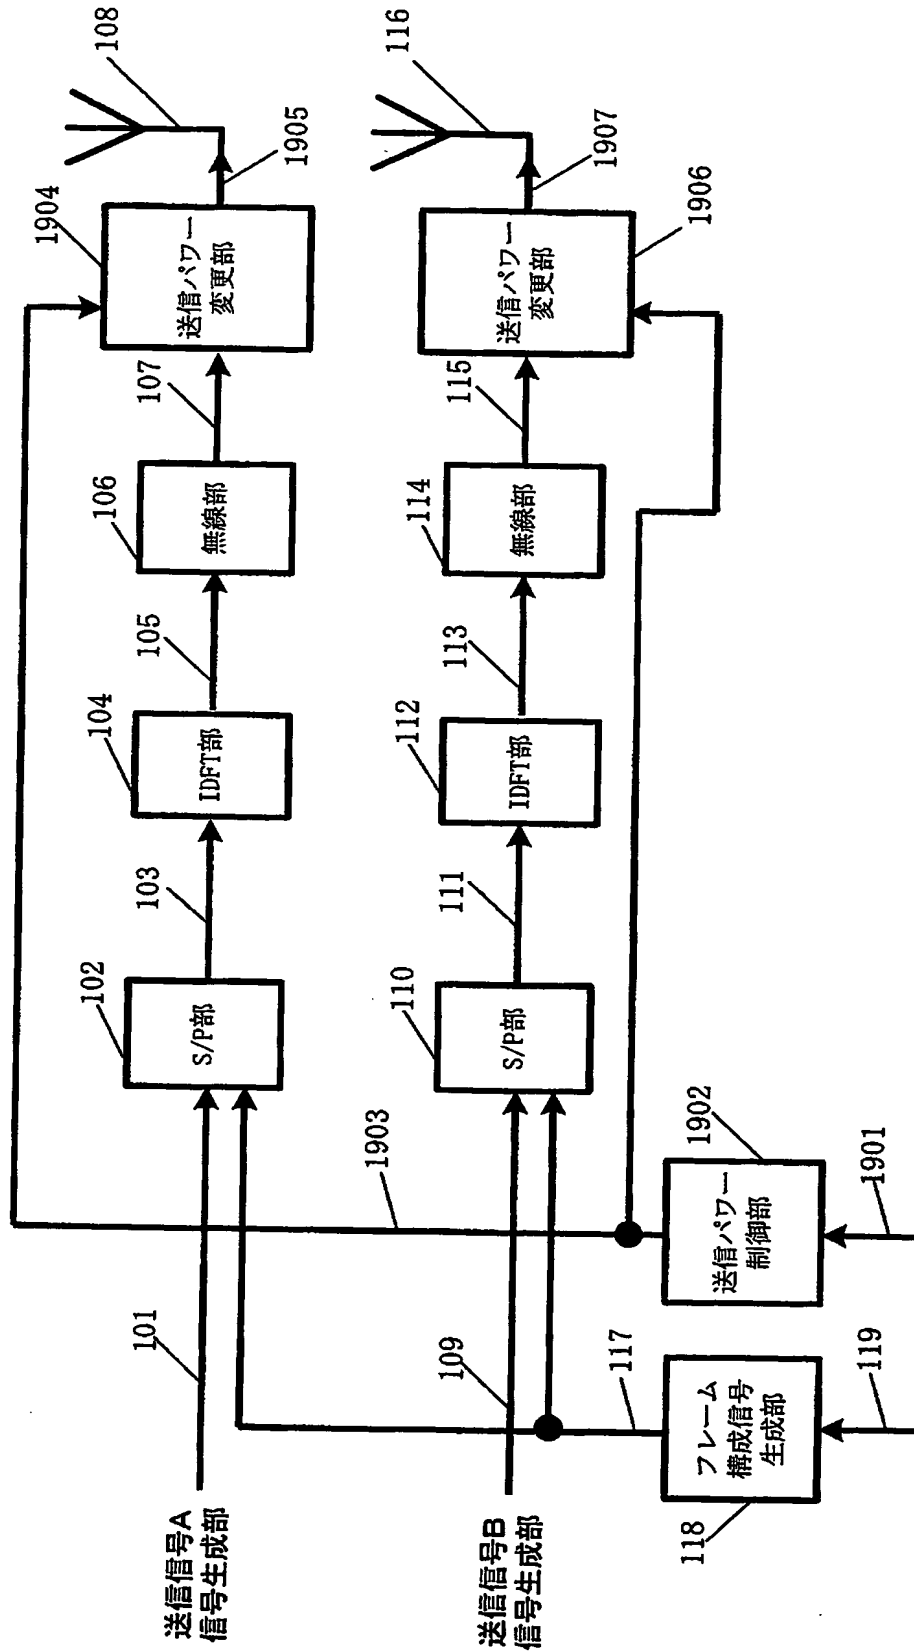 送信信号A
信号生成部
101
102
S/P部
103
104
IDFT部
105
106
無線部
107
1904
送信パワー
変更部
1905
108
送信信号B
信号生成部
109
110
S/P部
111
112
IDFT部
113
114
無線部
115
送信パワー
変更部
1906
1907
116
1903
118
フレーム
構成信号
生成部
117
119
送信パワー
制御部
1902
1901